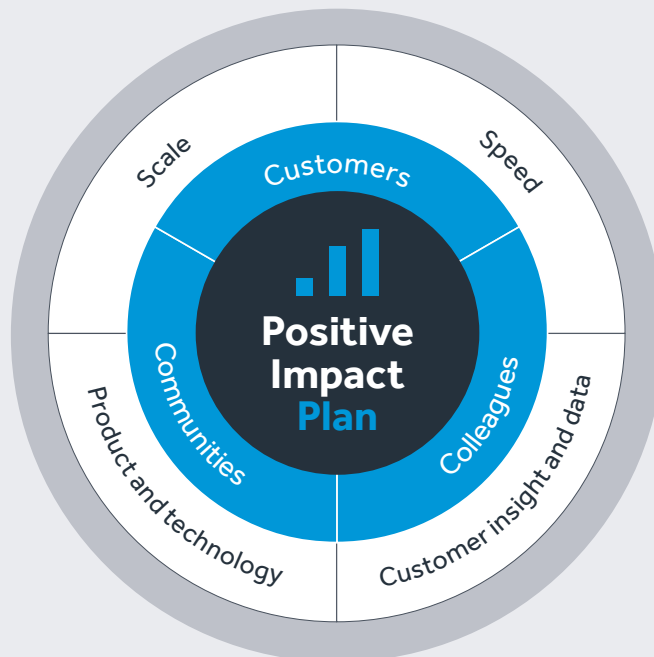 Scale
Speed
Customers
Positive
Impact
Plan
Communities
Colleagues
Product and technology
Customer insight and data